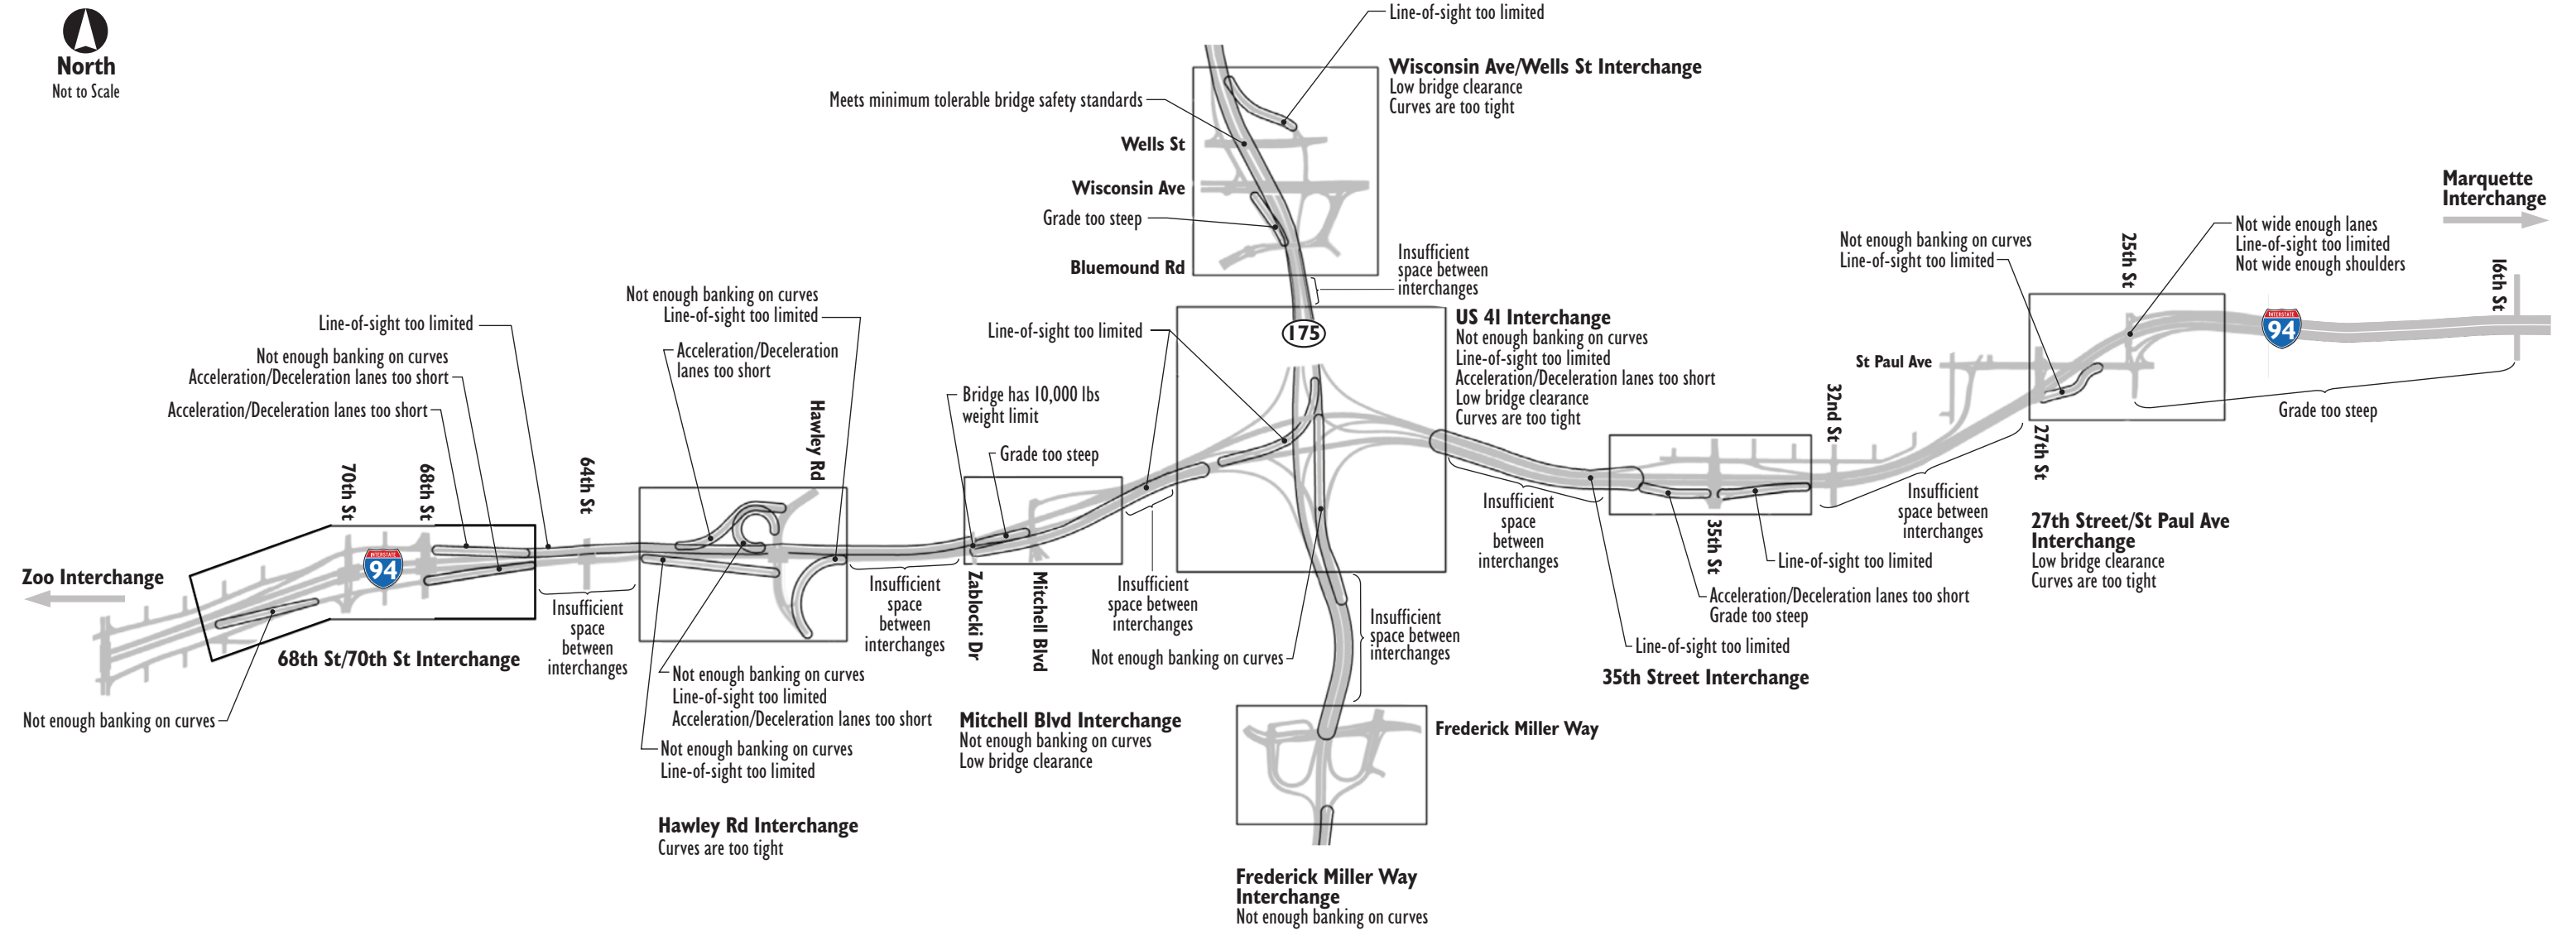 North
Not to Scale
Line-of-sight too limited
Wisconsin Ave/Wells St Interchange
Low bridge clearance
Curves are too tight
Meets minimum tolerable bridge safety standards
Wells St
Wisconsin Ave
Grade too steep
Bluemound Rd
Insufficient
space between
interchanges
Marquette
Interchange
Not wide enough lanes
Line-of-sight too limited
Not wide enough shoulders
Not enough banking on curves
Line-of-sight too limited
25th St
16th St
INTERSTATE
94
Grade too steep
St Paul Ave
32nd St
27th St
Insufficient
space between
interchanges
27th Street/St Paul Ave
Interchange
Low bridge clearance
Curves are too tight
175
US 41 Interchange
Not enough banking on curves
Line-of-sight too limited
Acceleration/Deceleration lanes too short
Low bridge clearance
Curves are too tight
Line-of-sight too limited
Not enough banking on curves
Line-of-sight too limited
Acceleration/Deceleration
lanes too short
Hawley Rd
Bridge has 10,000 lbs
weight limit
Grade too steep
Line-of-sight too limited
Not enough banking on curves
Acceleration/Deceleration lanes too short
Acceleration/Deceleration lanes too short
70th St
68th St
64th St
INTERSTATE
94
Zoo Interchange
68th St/70th St Interchange
Not enough banking on curves
Insufficient
space
between
interchanges
Not enough banking on curves
Line-of-sight too limited
Acceleration/Deceleration lanes too short
Not enough banking on curves
Line-of-sight too limited
Hawley Rd Interchange
Curves are too tight
Insufficient
space
between
interchanges
Zablocki Dr
Mitchell Blvd
Mitchell Blvd Interchange
Not enough banking on curves
Low bridge clearance
Insufficient
space between
interchanges
Not enough banking on curves
Insufficient
space between
interchanges
Insufficient
space
between
interchanges
35th St
Line-of-sight too limited
Acceleration/Deceleration lanes too short
Grade too steep
Line-of-sight too limited
35th Street Interchange
Frederick Miller Way
Frederick Miller Way
Interchange
Not enough banking on curves